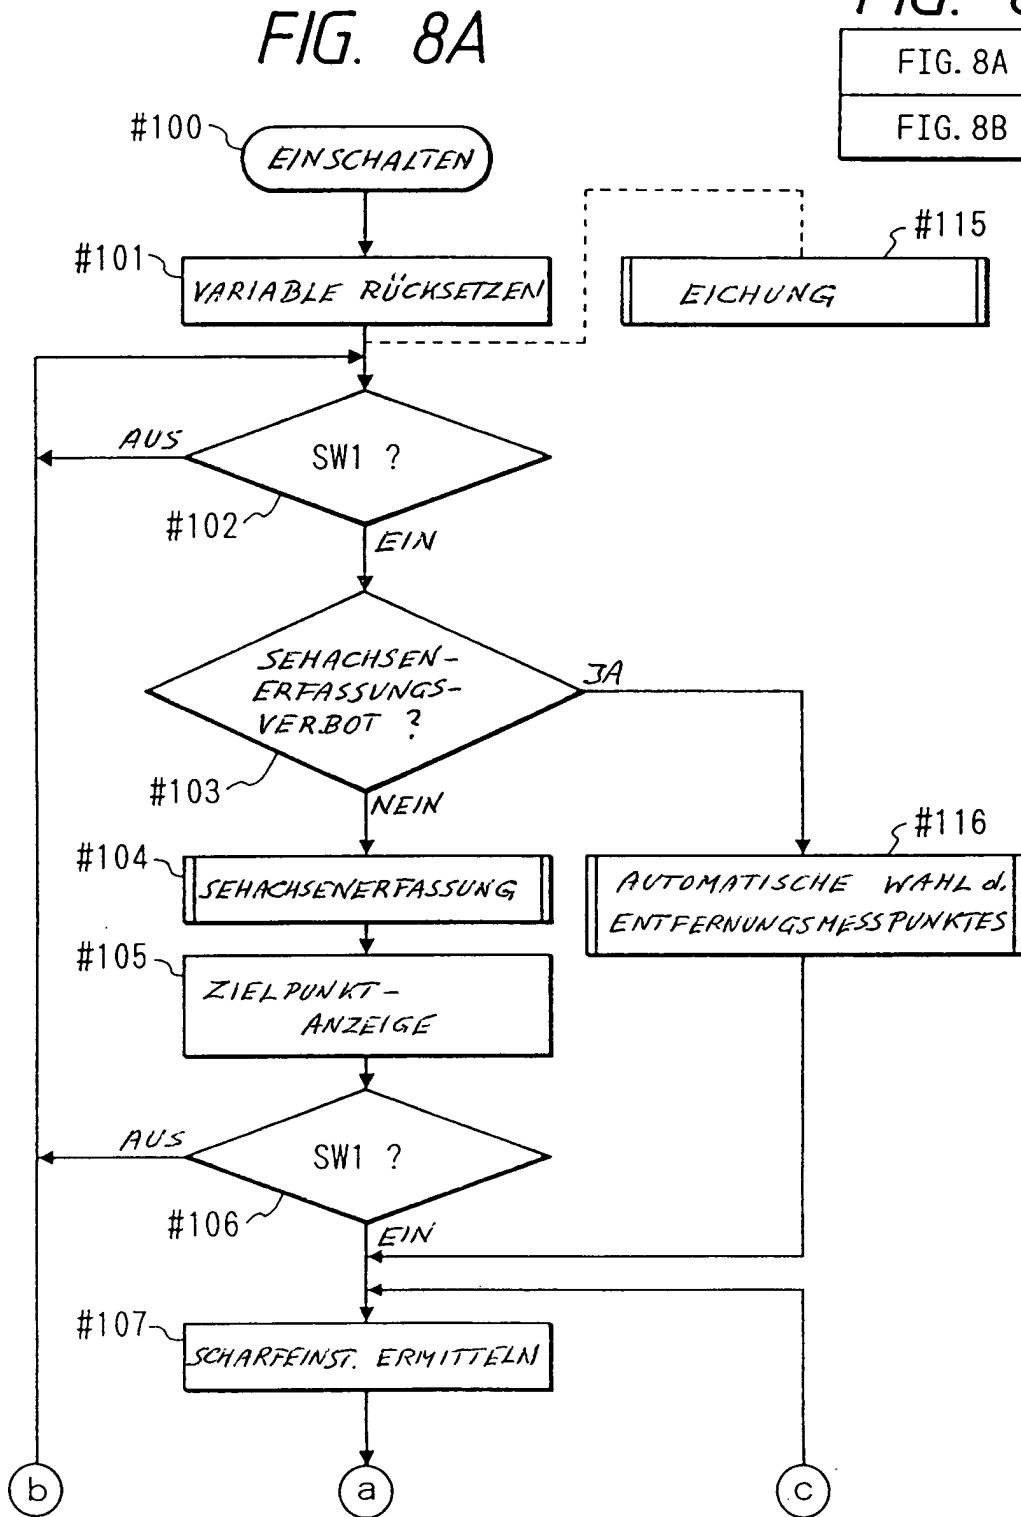 FIG. 8A
FIG. 8
FIG. 8A
FIG. 8B
#100
EINSCHALTEN
#101
VARIABLE RÜCKSETZEN
#115
EICHUNG
AUS
SW1 ?
#102
EIN
SEHACHSEN-
ERFASSUNGS-
VERBOT ?
JA
#103
NEIN
#104
SEHACHSENERFASSUNG
#116
AUTOMATISCHE WAHL d.
ENTFERNUNGSMESSPUNKTES
#105
ZIELPUNKT-
ANZEIGE
AUS
SW1 ?
#106
EIN
#107
SCHARFEINST. ERMITTELN
b
a
c